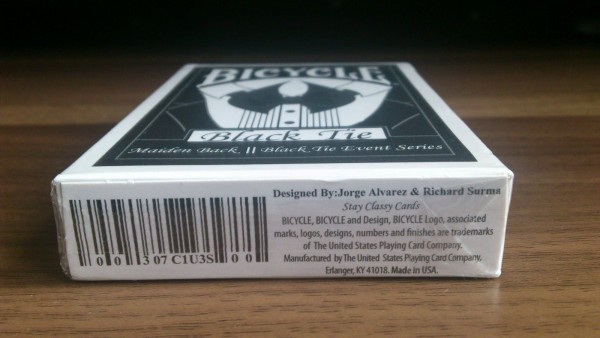 BICYCLE
Black Tie
Maiden Back || Black Tie Event Series
Designed By:Jorge Alvarez & Richard Surma
Stay Classy Cards
BICYCLE, BICYCLE and Design, BICYCLE Logo, associated
marks, logos, designs, numbers and finishes are trademarks
of The United States Playing Card Company.
Manufactured by The United States Playing Card Company,
Erlanger, KY 41018. Made in USA.
0 0 1 3 07 C1U3S 0 0